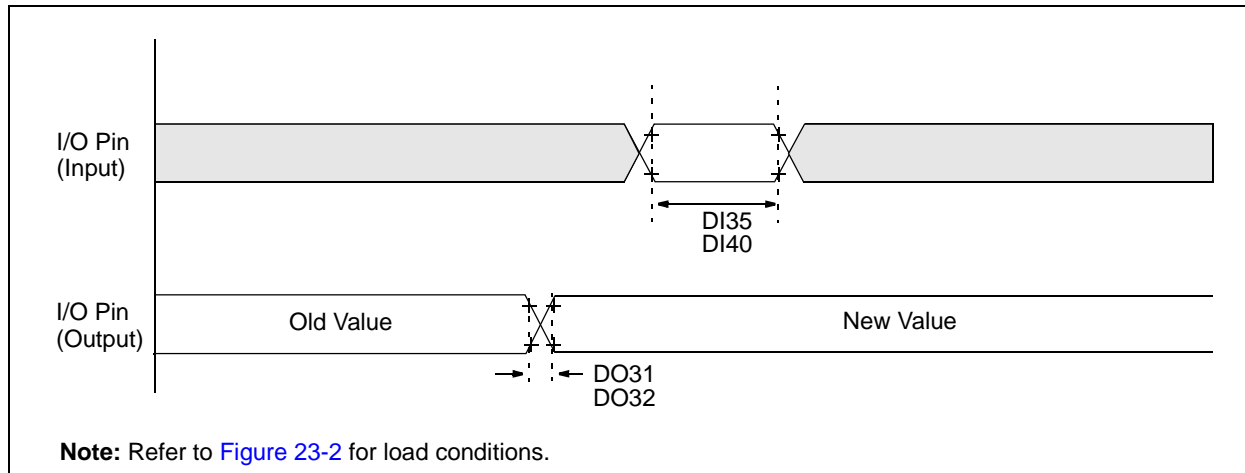 I/O Pin
(Input)
DI35
DI40
I/O Pin
(Output)
Old Value
New Value
DO31
DO32
Note: Refer to Figure 23-2 for load conditions.